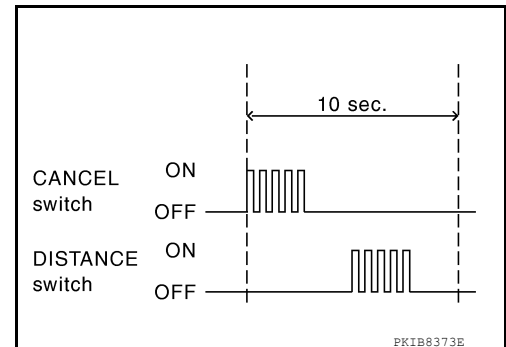 10 sec.
CANCEL
switch
ON
OFF
DISTANCE
switch
ON
OFF
PKIB8373E